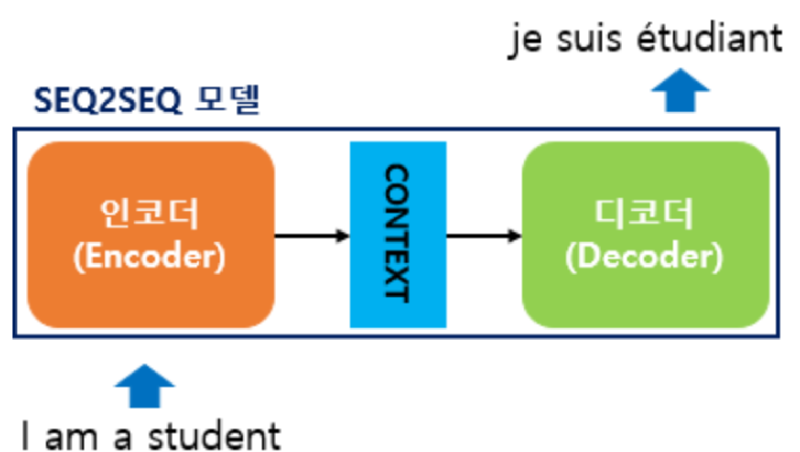 je suis étudiant
SEQ2SEQ 모델
인코더
(Encoder)
CONTEXT
디코더
(Decoder)
I am a student